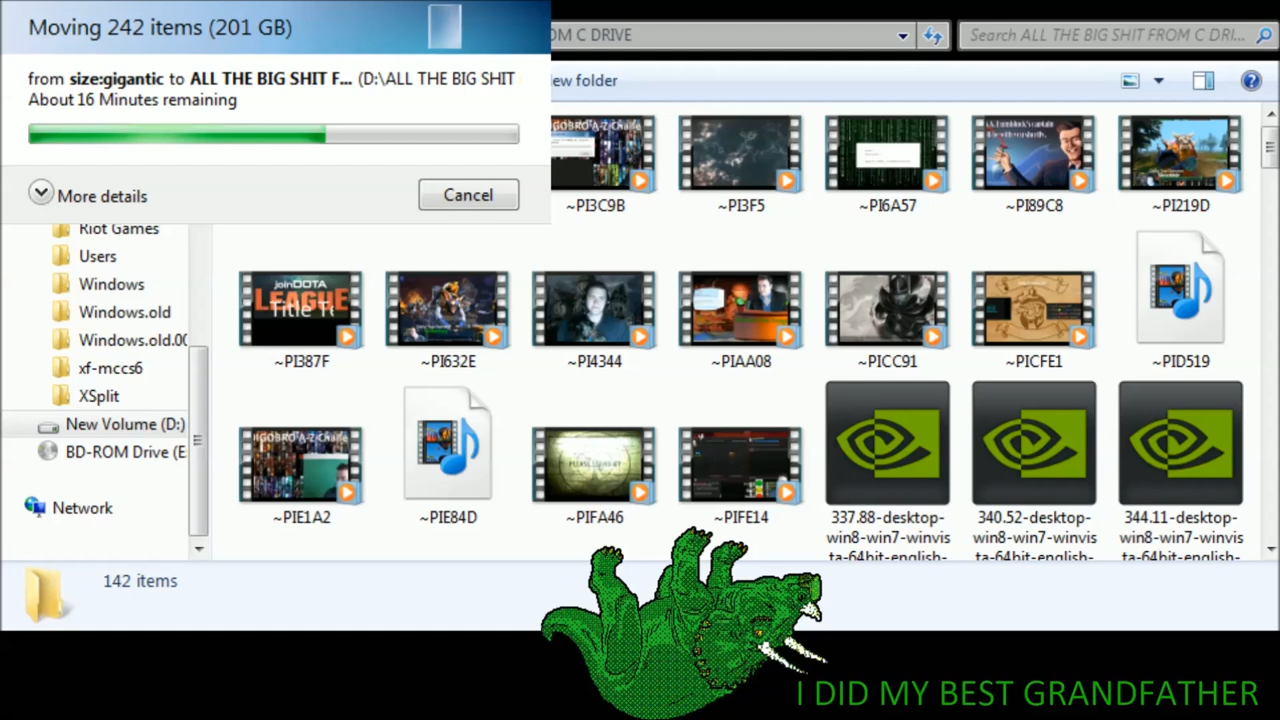 Moving 242 items (201 GB)
OM C DRIVE
Search ALL THE BIG SHIT FROM C DRI...
from size:gigantic to ALL THE BIG SHIT F... (D:\ALL THE BIG SHIT
About 16 Minutes remaining
ew folder
More details
Cancel
~PI3C9B
~PI3F5
~PI6A57
~PI89C8
~PI219D
Riot Games
Users
Windows
Windows.old
Windows.old.00
xf-mccs6
XSplit
New Volume (D:)
BD-ROM Drive (E
Network
joinDOTA
LEAGUE
Title Te
~PI387F
~PI632E
~PI4344
~PIAA08
~PICC91
~PICFE1
~PID519
~PIE1A2
~PIE84D
~PIFA46
~PIFE14
337.88-desktop-
win8-win7-winvis
ta-64bit-english-
340.52-desktop-
win8-win7-winvis
ta-64bit-english-
344.11-desktop-
win8-win7-winvis
ta-64bit-english-
142 items
I DID MY BEST GRANDFATHER